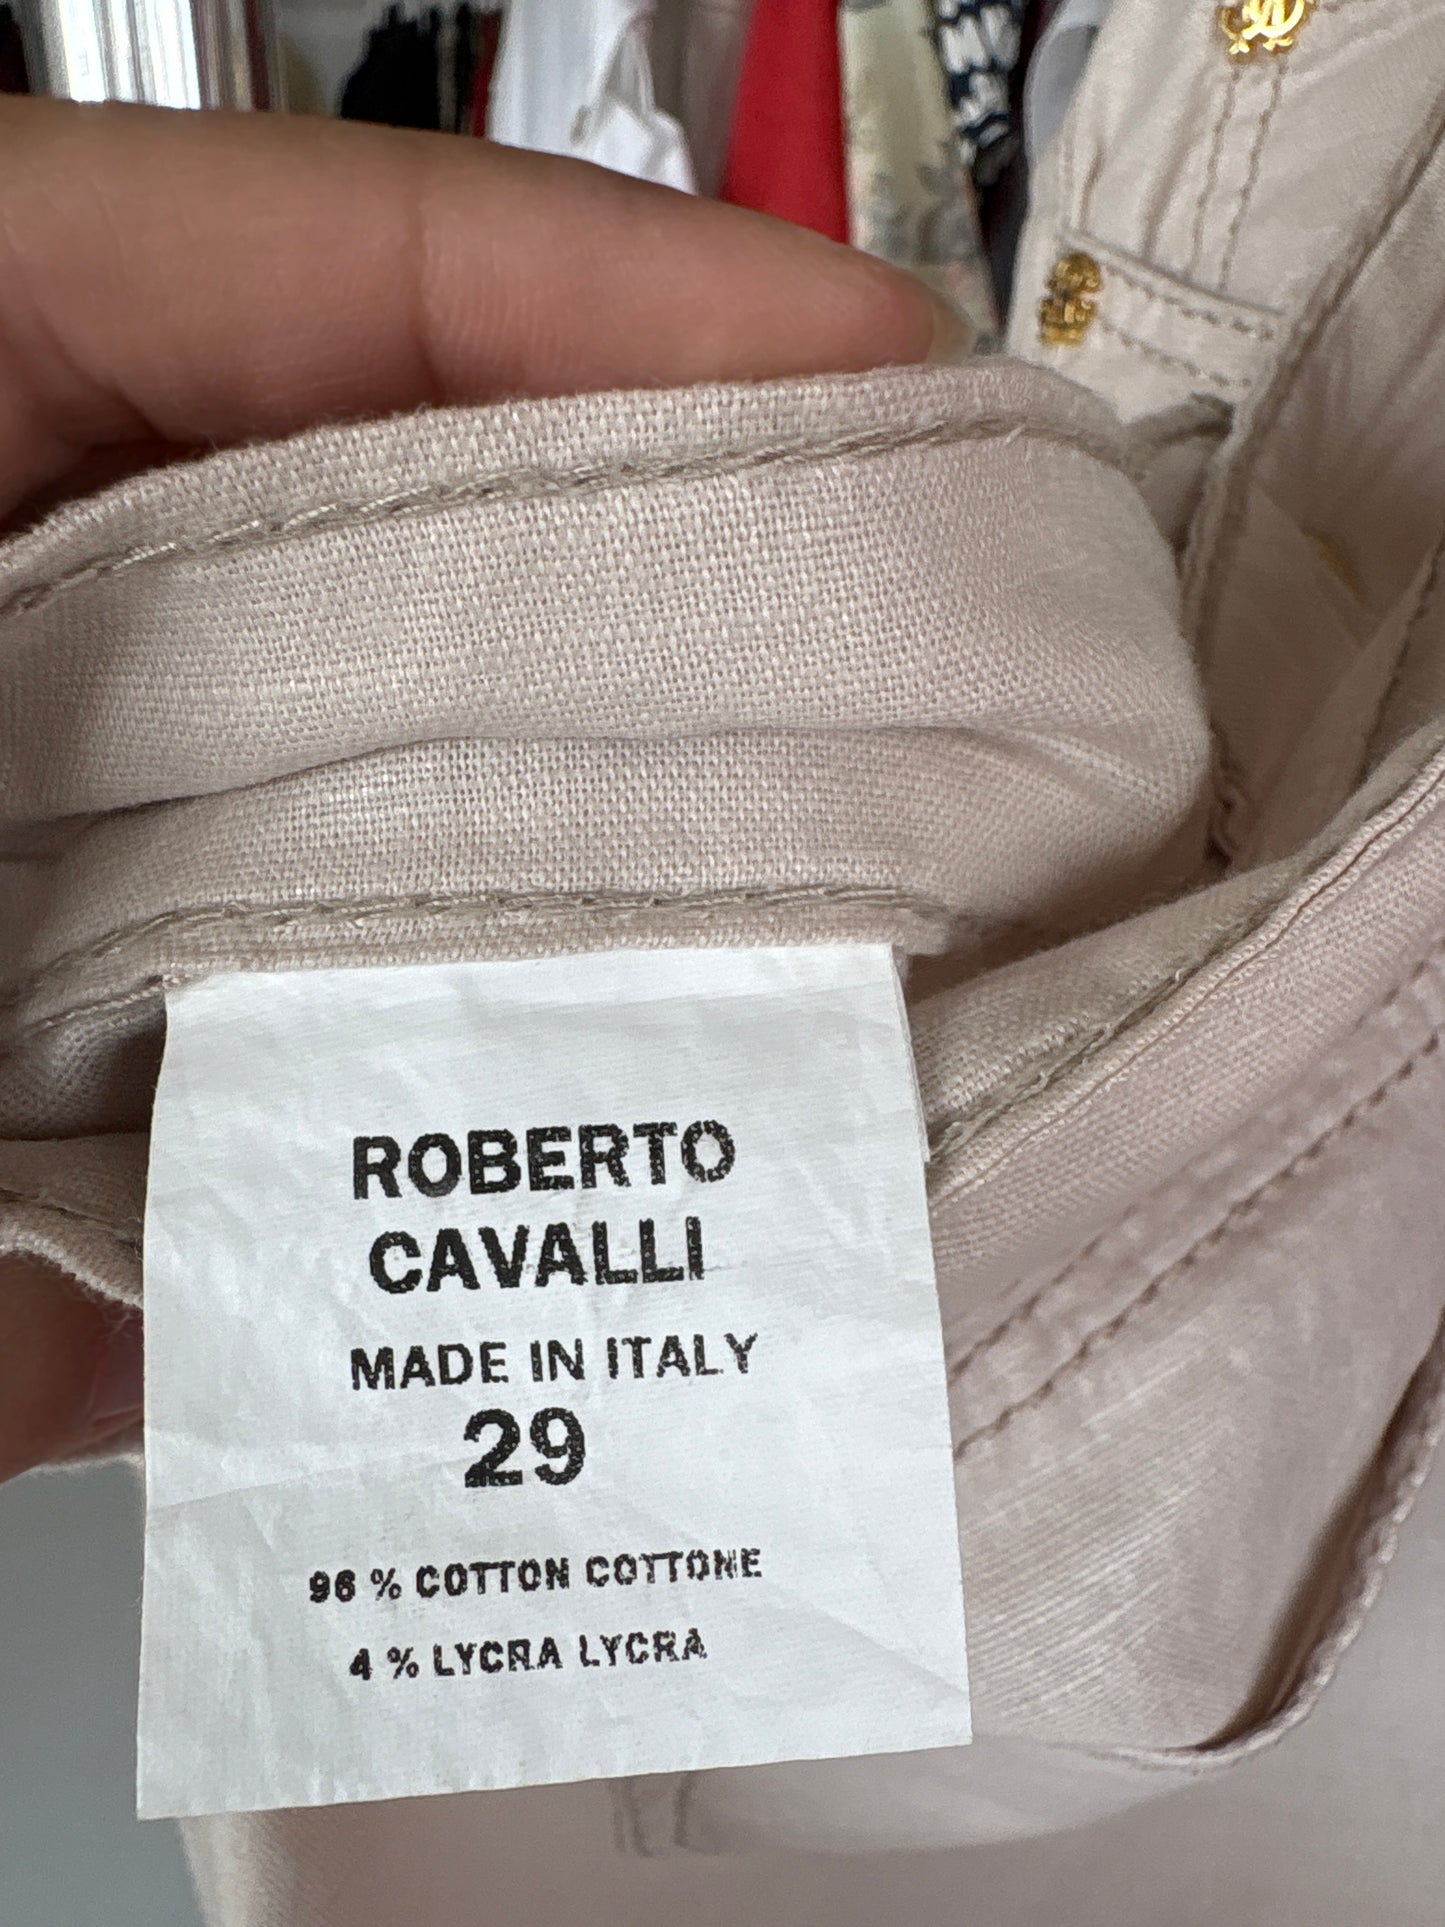 ROBERTO
CAVALLI
MADE IN ITALY
29
96 % COTTON COTTONE
4 % LYCRA LYCRA